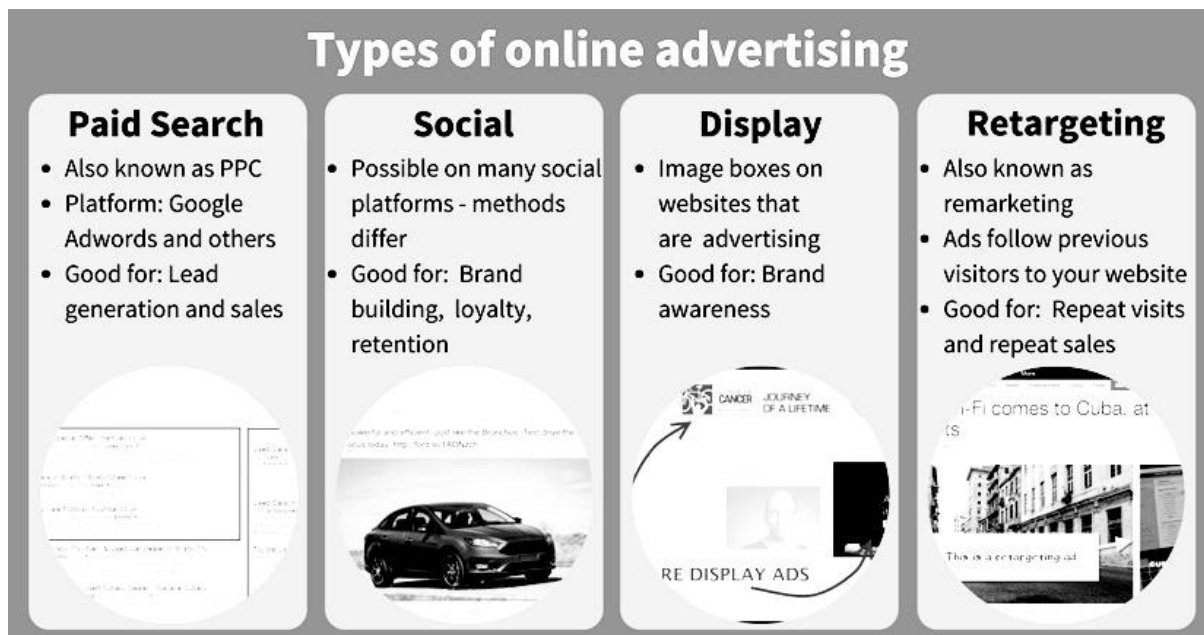 Types of online advertising
Paid Search
• Also known as PPC
• Platform: Google
Adwords and others
• Good for: Lead
generation and sales
Social
• Possible on many social
platforms - methods
differ
• Good for: Brand
building, loyalty,
retention
Display
• Image boxes on
websites that
are advertising
• Good for: Brand
awareness
CANCER
JOURNEY
OF A LIFETIME
RE DISPLAY ADS
Retargeting
• Also known as
remarketing
• Ads follow previous
visitors to your website
• Good for: Repeat visits
and repeat sales
comes to Cuba. at
This is a retargeting ad